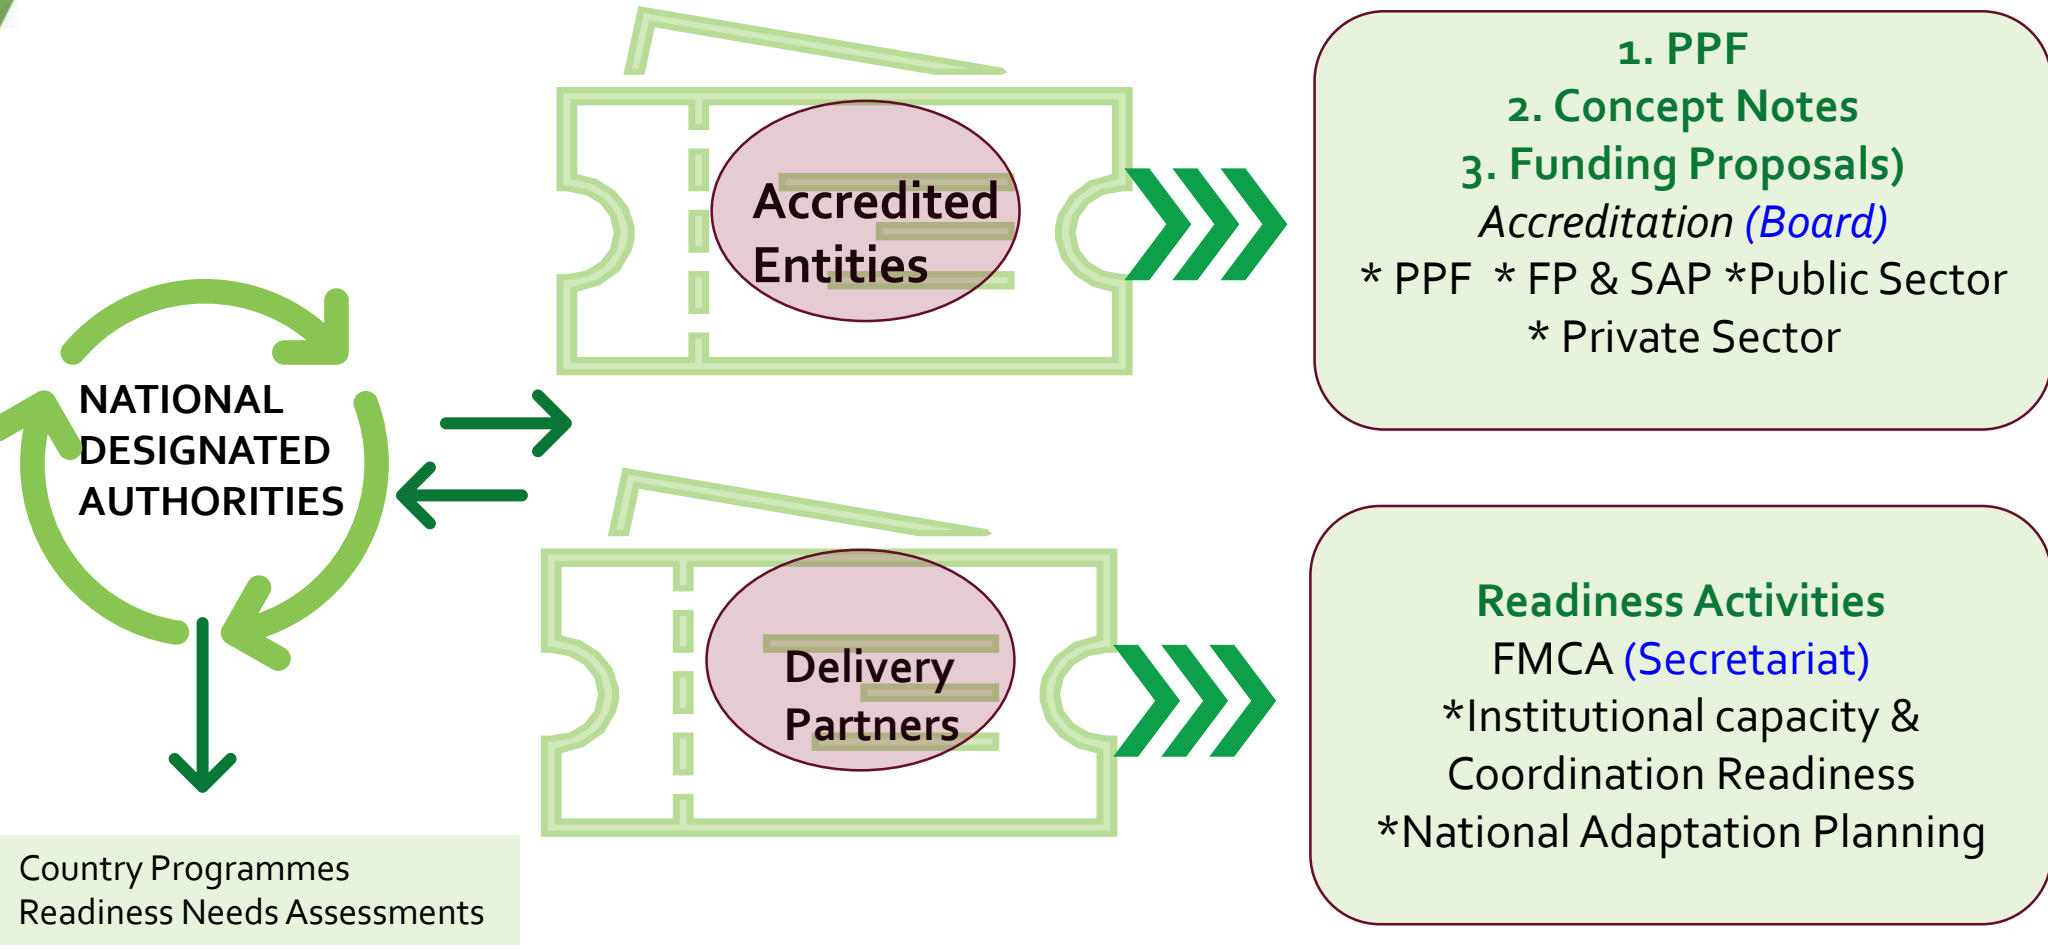 NATIONAL
DESIGNATED
AUTHORITIES
Country Programmes
Readiness Needs Assessments
Accredited
Entities
1. PPF
2. Concept Notes
3. Funding Proposals)
Accreditation (Board)
* PPF  * FP & SAP *Public Sector
* Private Sector
Delivery
Partners
Readiness Activities
FMCA (Secretariat)
*Institutional capacity &
Coordination Readiness
*National Adaptation Planning